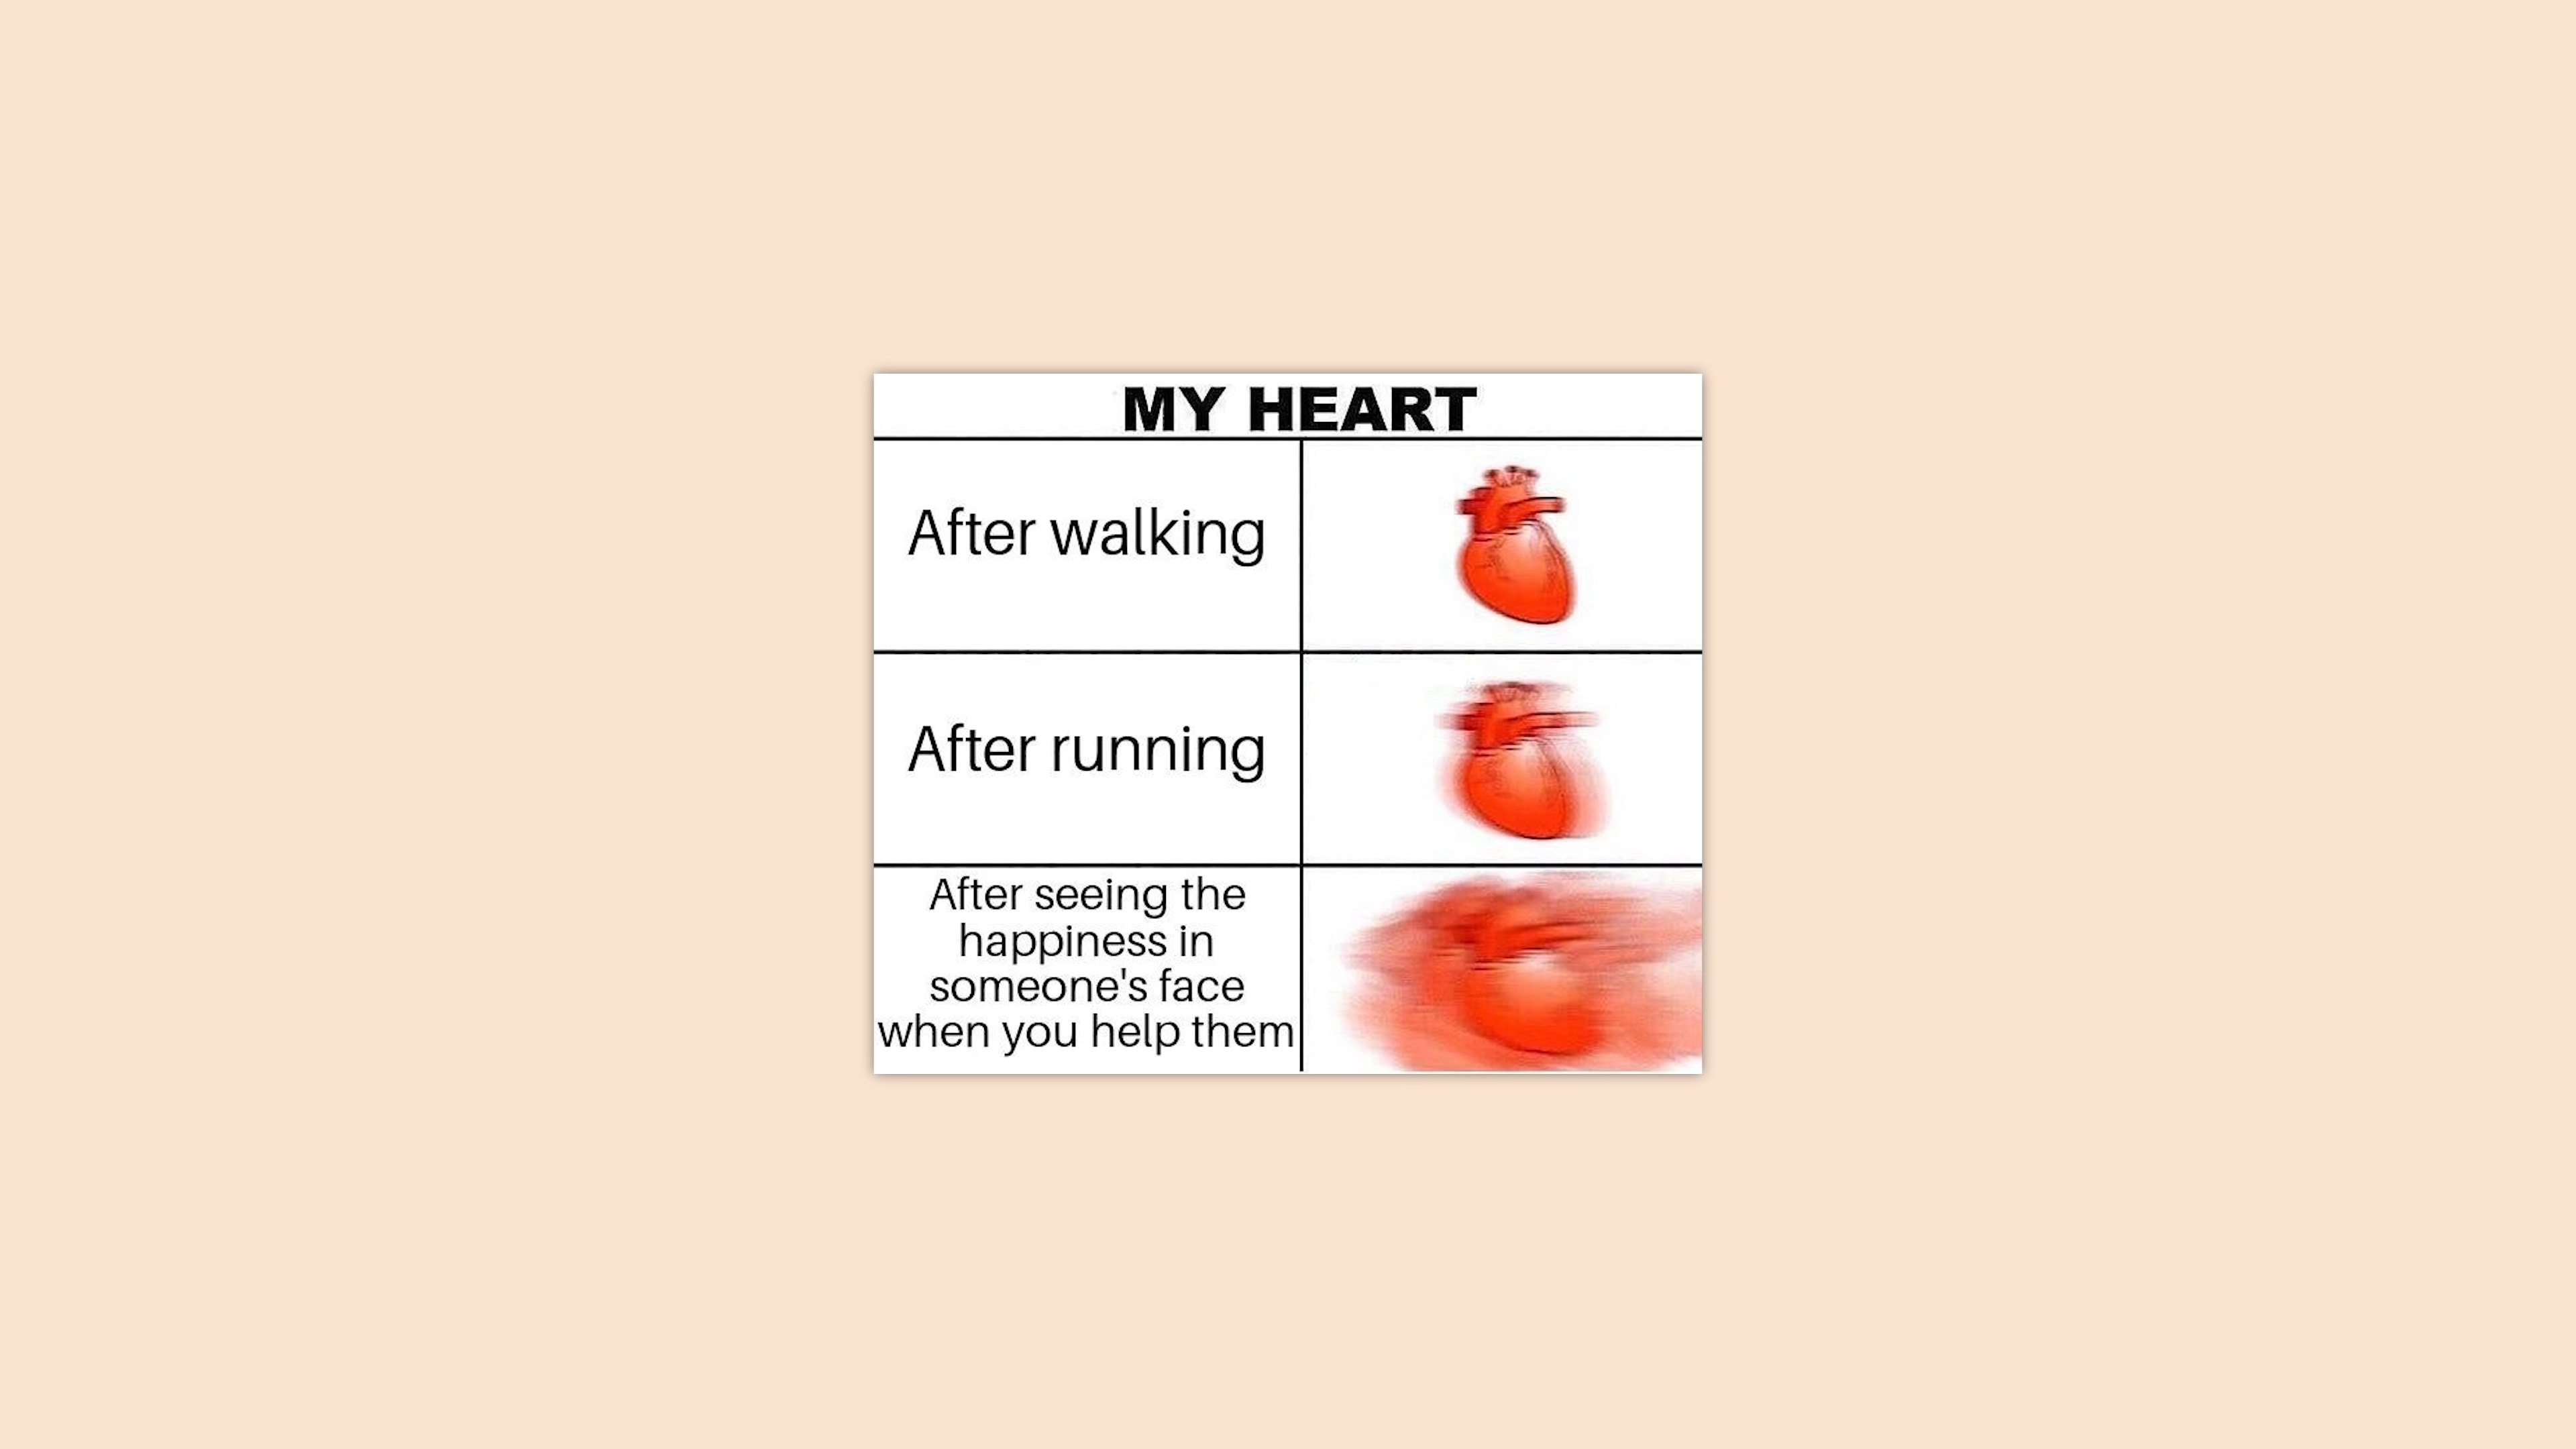 MY HEART
After walking
After running
After seeing the
happiness in
someone's face
when you help them